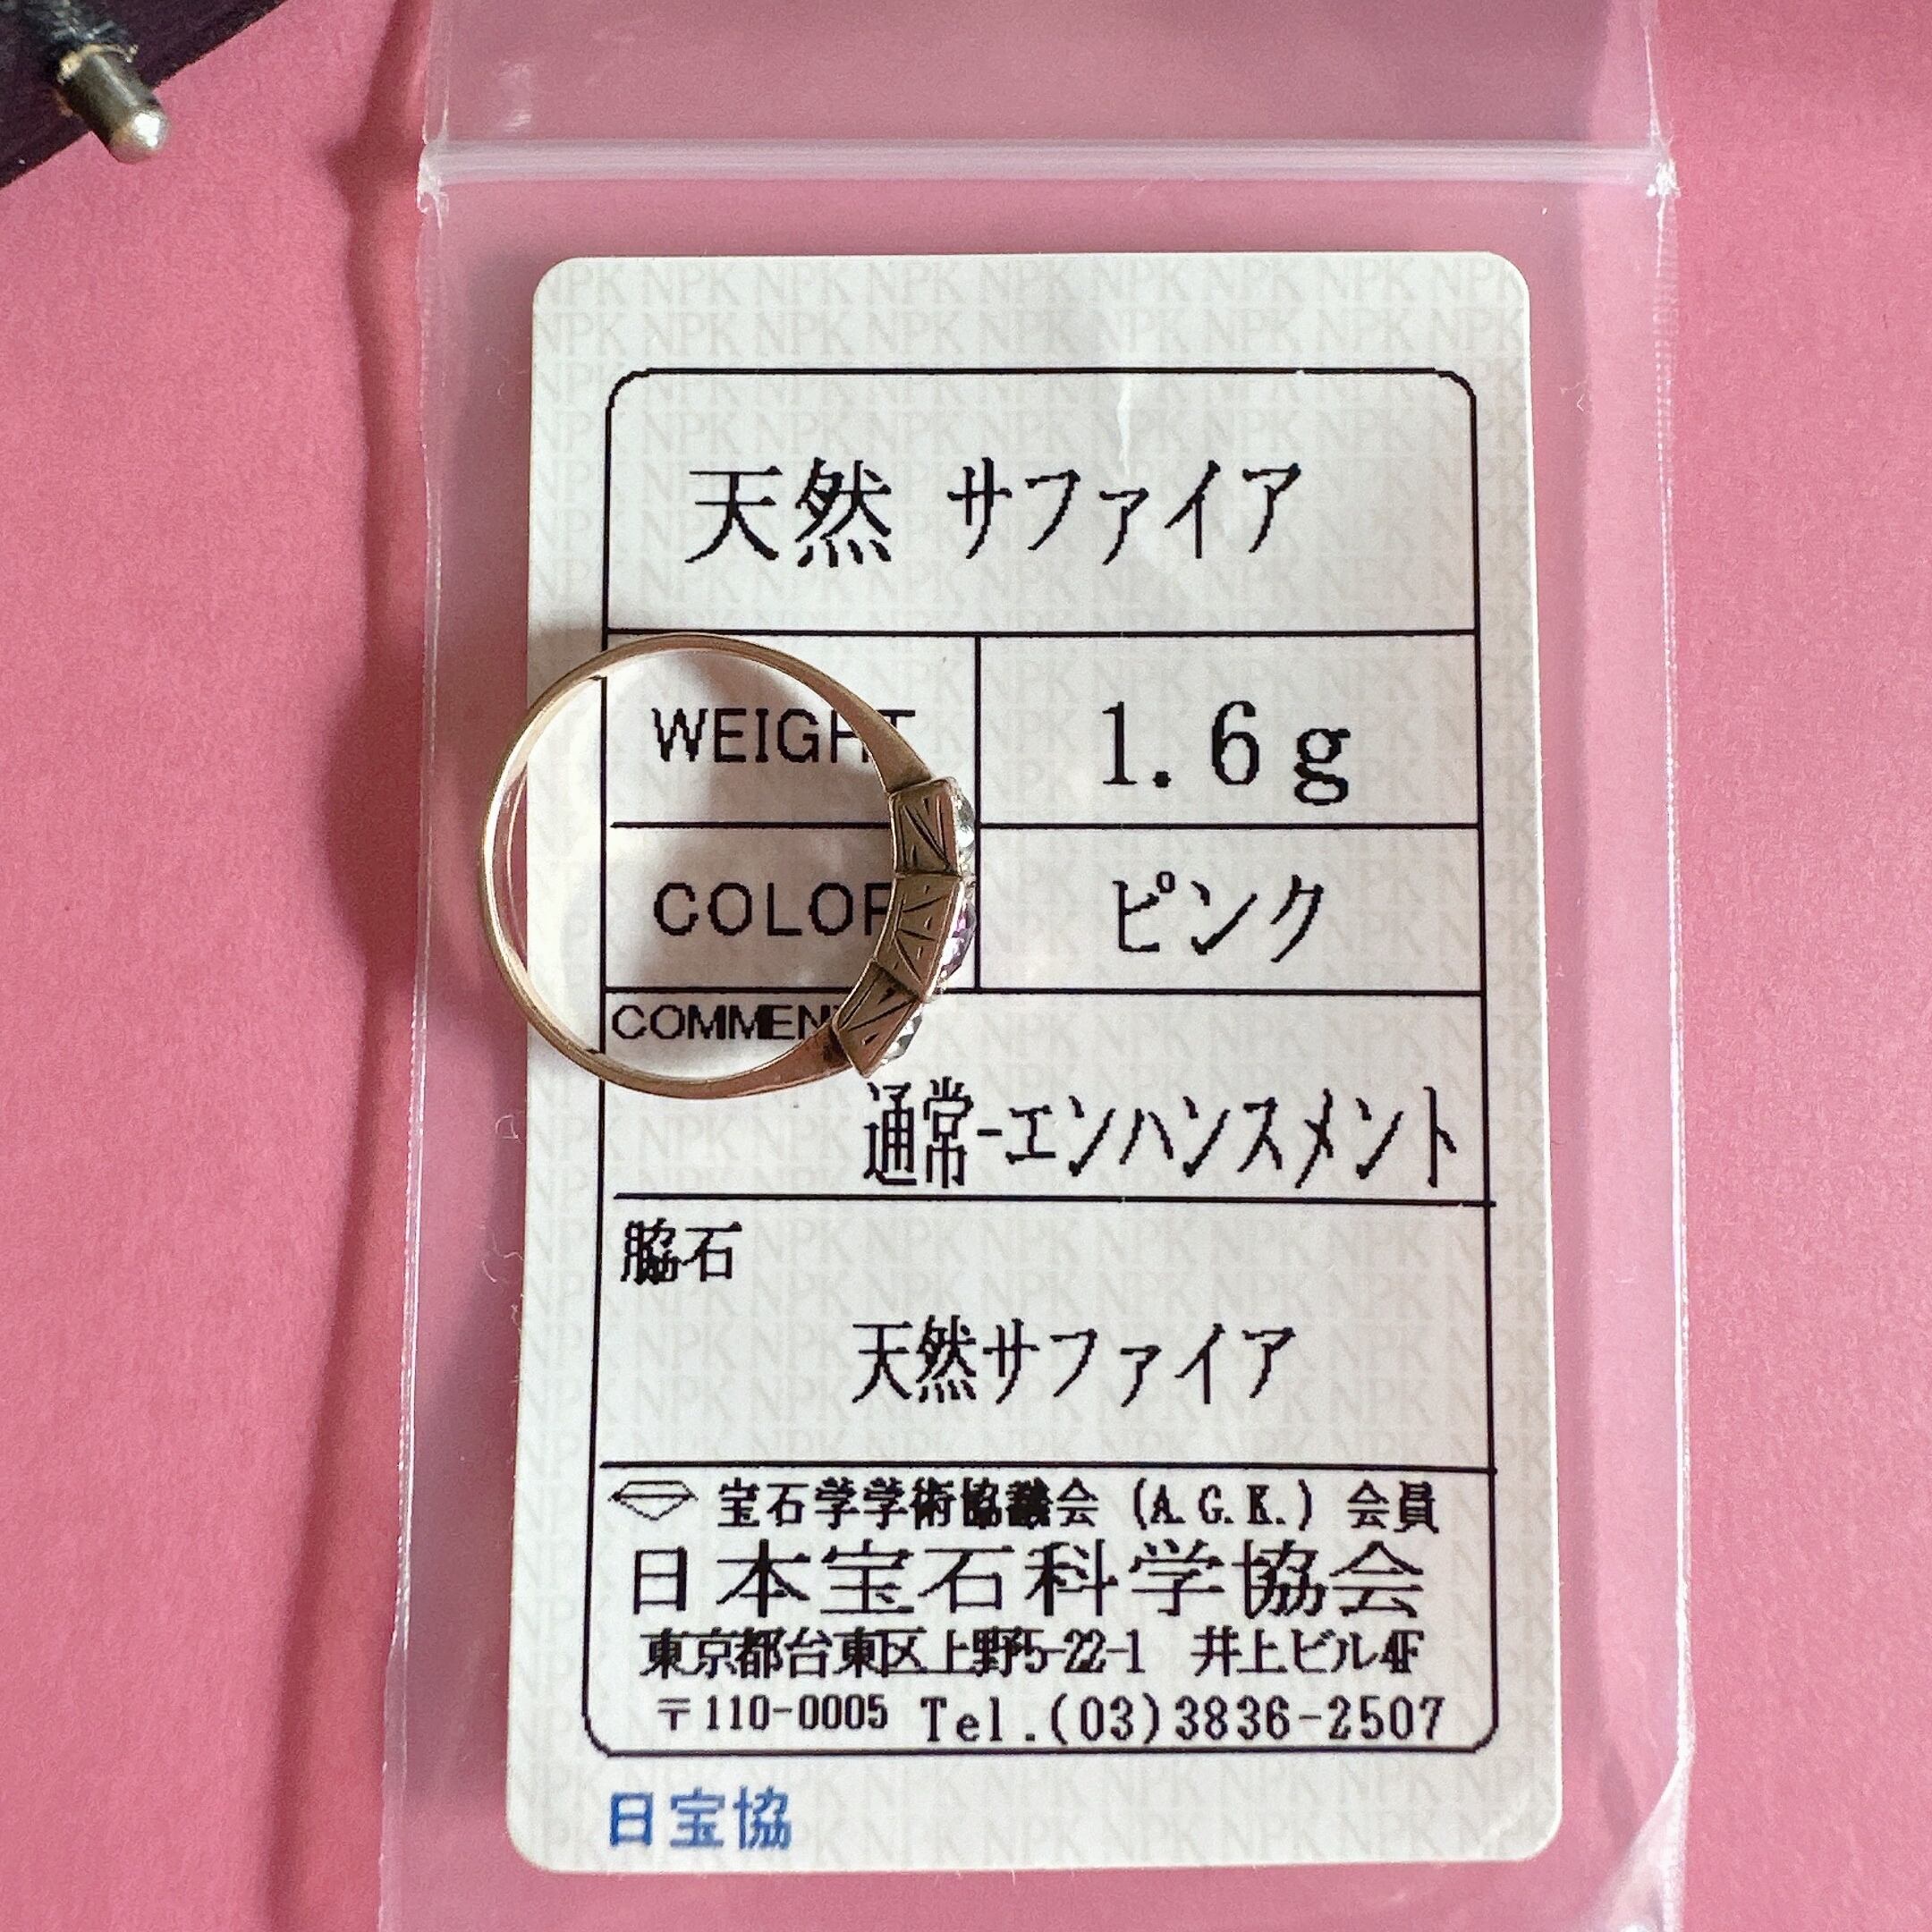 天然 サファイア
WEIGHT 1.6g
COLOR ピンク
COMMENT
通常-エンハンスメント
脇石
天然サファイア
宝石学学術協議会 (A.G.K.) 会員
日本宝石科学協会
東京都台東区上野5-22-1 井上ビル4F
〒110-0005 Tel.(03)3836-2507
日宝協